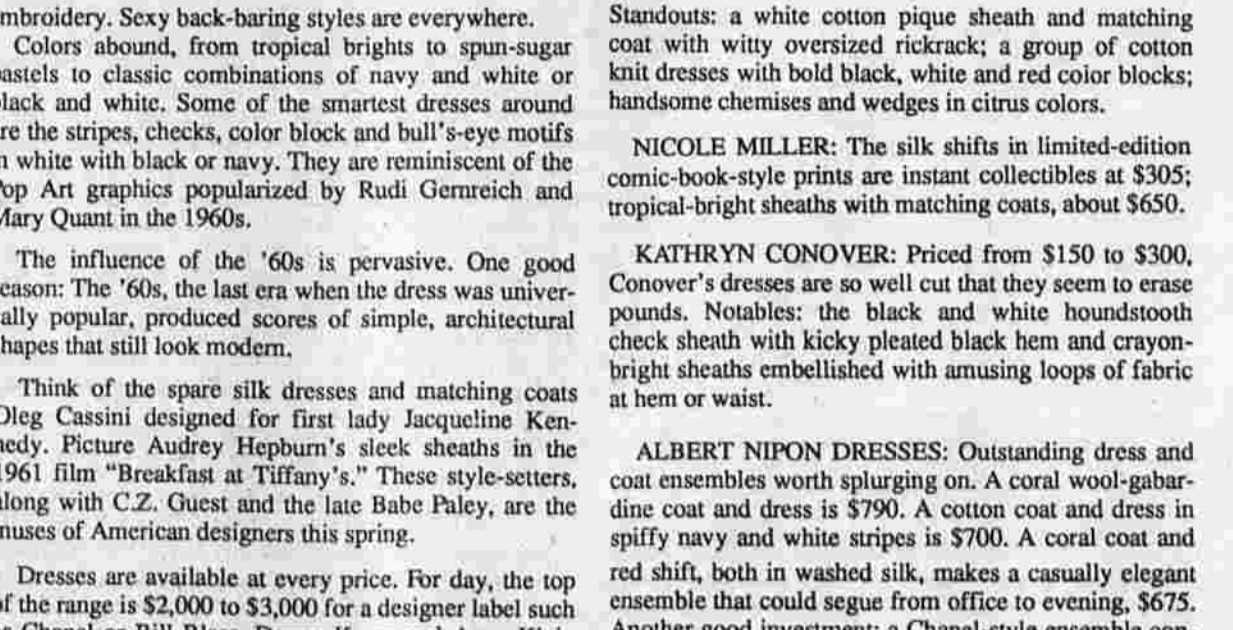 mbroidery. Sexy back-baring styles are everywhere.
Colors abound, from tropical brights to spun-sugar
astels to classic combinations of navy and white or
lack and white. Some of the smartest dresses around
re the stripes, checks, color block and bull's-eye motifs
white with black or navy. They are reminiscent of the
op Art graphics popularized by Rudi Gernreich and
Mary Quant in the 1960s.
The influence of the '60s is pervasive. One good
eason: The '60s, the last era when the dress was univer-
ally popular, produced scores of simple, architectural
hapes that still look modern.
Think of the spare silk dresses and matching coats
Oleg Cassini designed for first lady Jacqueline Ken-
nedy. Picture Audrey Hepburn's sleek sheaths in the
1961 film "Breakfast at Tiffany's." These style-setters,
along with C.Z. Guest and the late Babe Paley, are the
muses of American designers this spring.
Dresses are available at every price. For day, the top
of the range is $2,000 to $3,000 for a designer label such
Standouts: a white cotton pique sheath and matching
coat with witty oversized rickrack; a group of cotton
knit dresses with bold black, white and red color blocks;
handsome chemises and wedges in citrus colors.
NICOLE MILLER: The silk shifts in limited-edition
comic-book-style prints are instant collectibles at $305;
tropical-bright sheaths with matching coats, about $650.
KATHRYN CONOVER: Priced from $150 to $300,
Conover's dresses are so well cut that they seem to erase
pounds. Notables: the black and white houndstooth
check sheath with kicky pleated black hem and crayon-
bright sheaths embellished with amusing loops of fabric
at hem or waist.
ALBERT NIPON DRESSES: Outstanding dress and
coat ensembles worth splurging on. A coral wool-gabar-
dine coat and dress is $790. A cotton coat and dress in
spiffy navy and white stripes is $700. A coral coat and
red shift, both in washed silk, makes a casually elegant
ensemble that could segue from office to evening, $675.
Another good investment: a Chanel-style ensemble con-